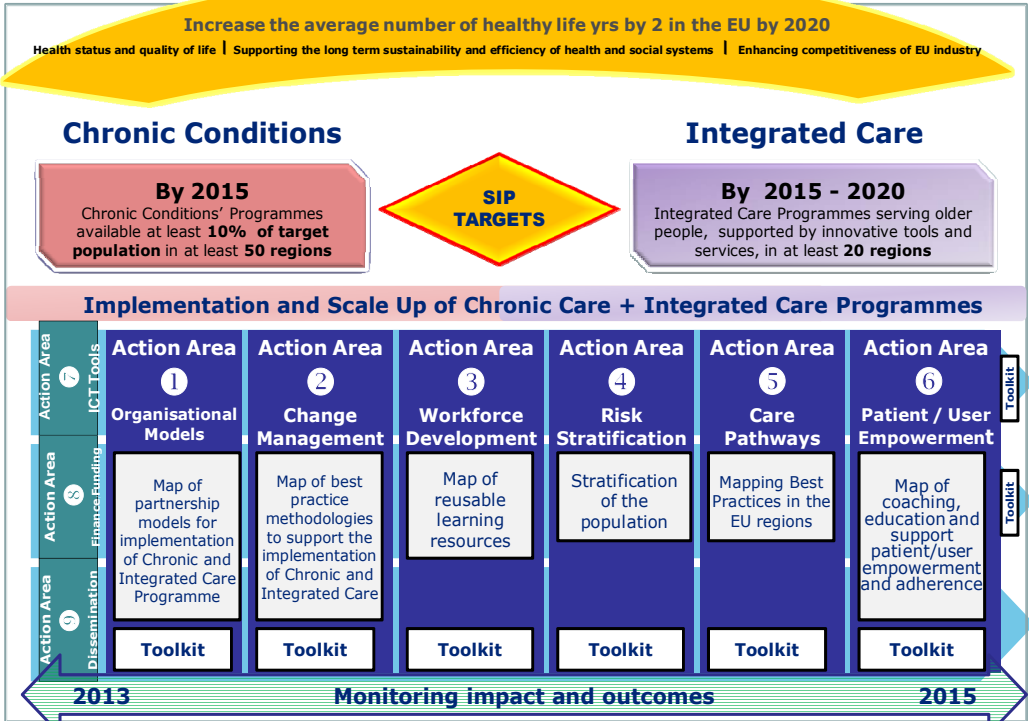 Increase the average number of healthy life yrs by 2 in the EU by 2020
Health status and quality of life | Supporting the long term sustainability and efficiency of health and social systems | Enhancing competitiveness of EU industry
Chronic Conditions
Integrated Care
By 2015
Chronic Conditions’ Programmes
available at least 10% of target
population in at least 50 regions
SIP
TARGETS
By 2015 - 2020
Integrated Care Programmes serving older
people, supported by innovative tools and
services, in at least 20 regions
Implementation and Scale Up of Chronic Care + Integrated Care Programmes
Action Area
7
ICT Tools
Action Area
8
Finance Funding
Action Area
9
Dissemination
Action Area
1
Organisational
Models
Map of
partnership
models for
implementation
of Chronic and
Integrated Care
Programme
Toolkit
Action Area
2
Change
Management
Map of best
practice
methodologies
to support the
implementation
of Chronic and
Integrated Care
Toolkit
Action Area
3
Workforce
Development
Map of
reusable
learning
resources
Toolkit
Action Area
4
Risk
Stratification
Stratification
of the
population
Toolkit
Action Area
5
Care
Pathways
Mapping Best
Practices in the
EU regions
Toolkit
Action Area
6
Patient / User
Empowerment
Map of
coaching,
education and
support
patient/user
empowerment
and adherence
Toolkit
Toolkit
Toolkit
2013
Monitoring impact and outcomes
2015